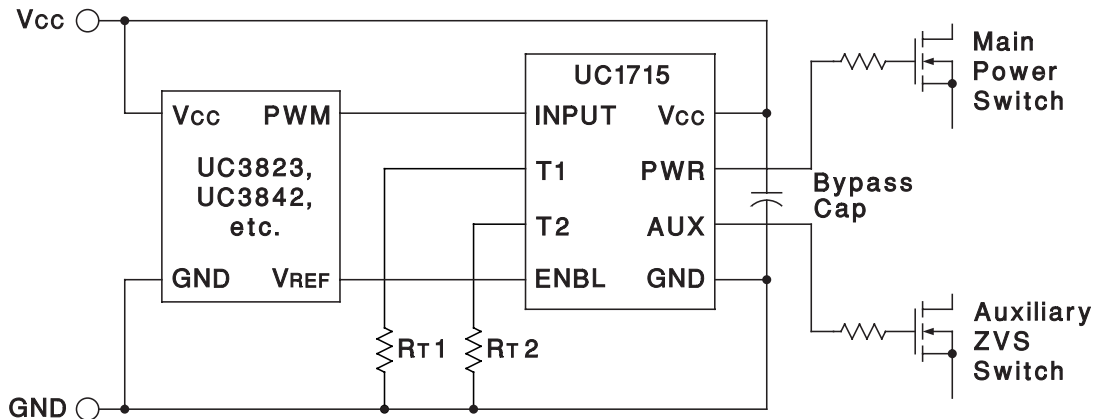 VCC
UC1715
Main
Power
Switch
VCC PWM
UC3823,
UC3842,
etc.
GND VREF
INPUT VCC
T1 PWR
T2 AUX
ENBL GND
Bypass
Cap
RT1
RT2
Auxiliary
ZVS
Switch
GND